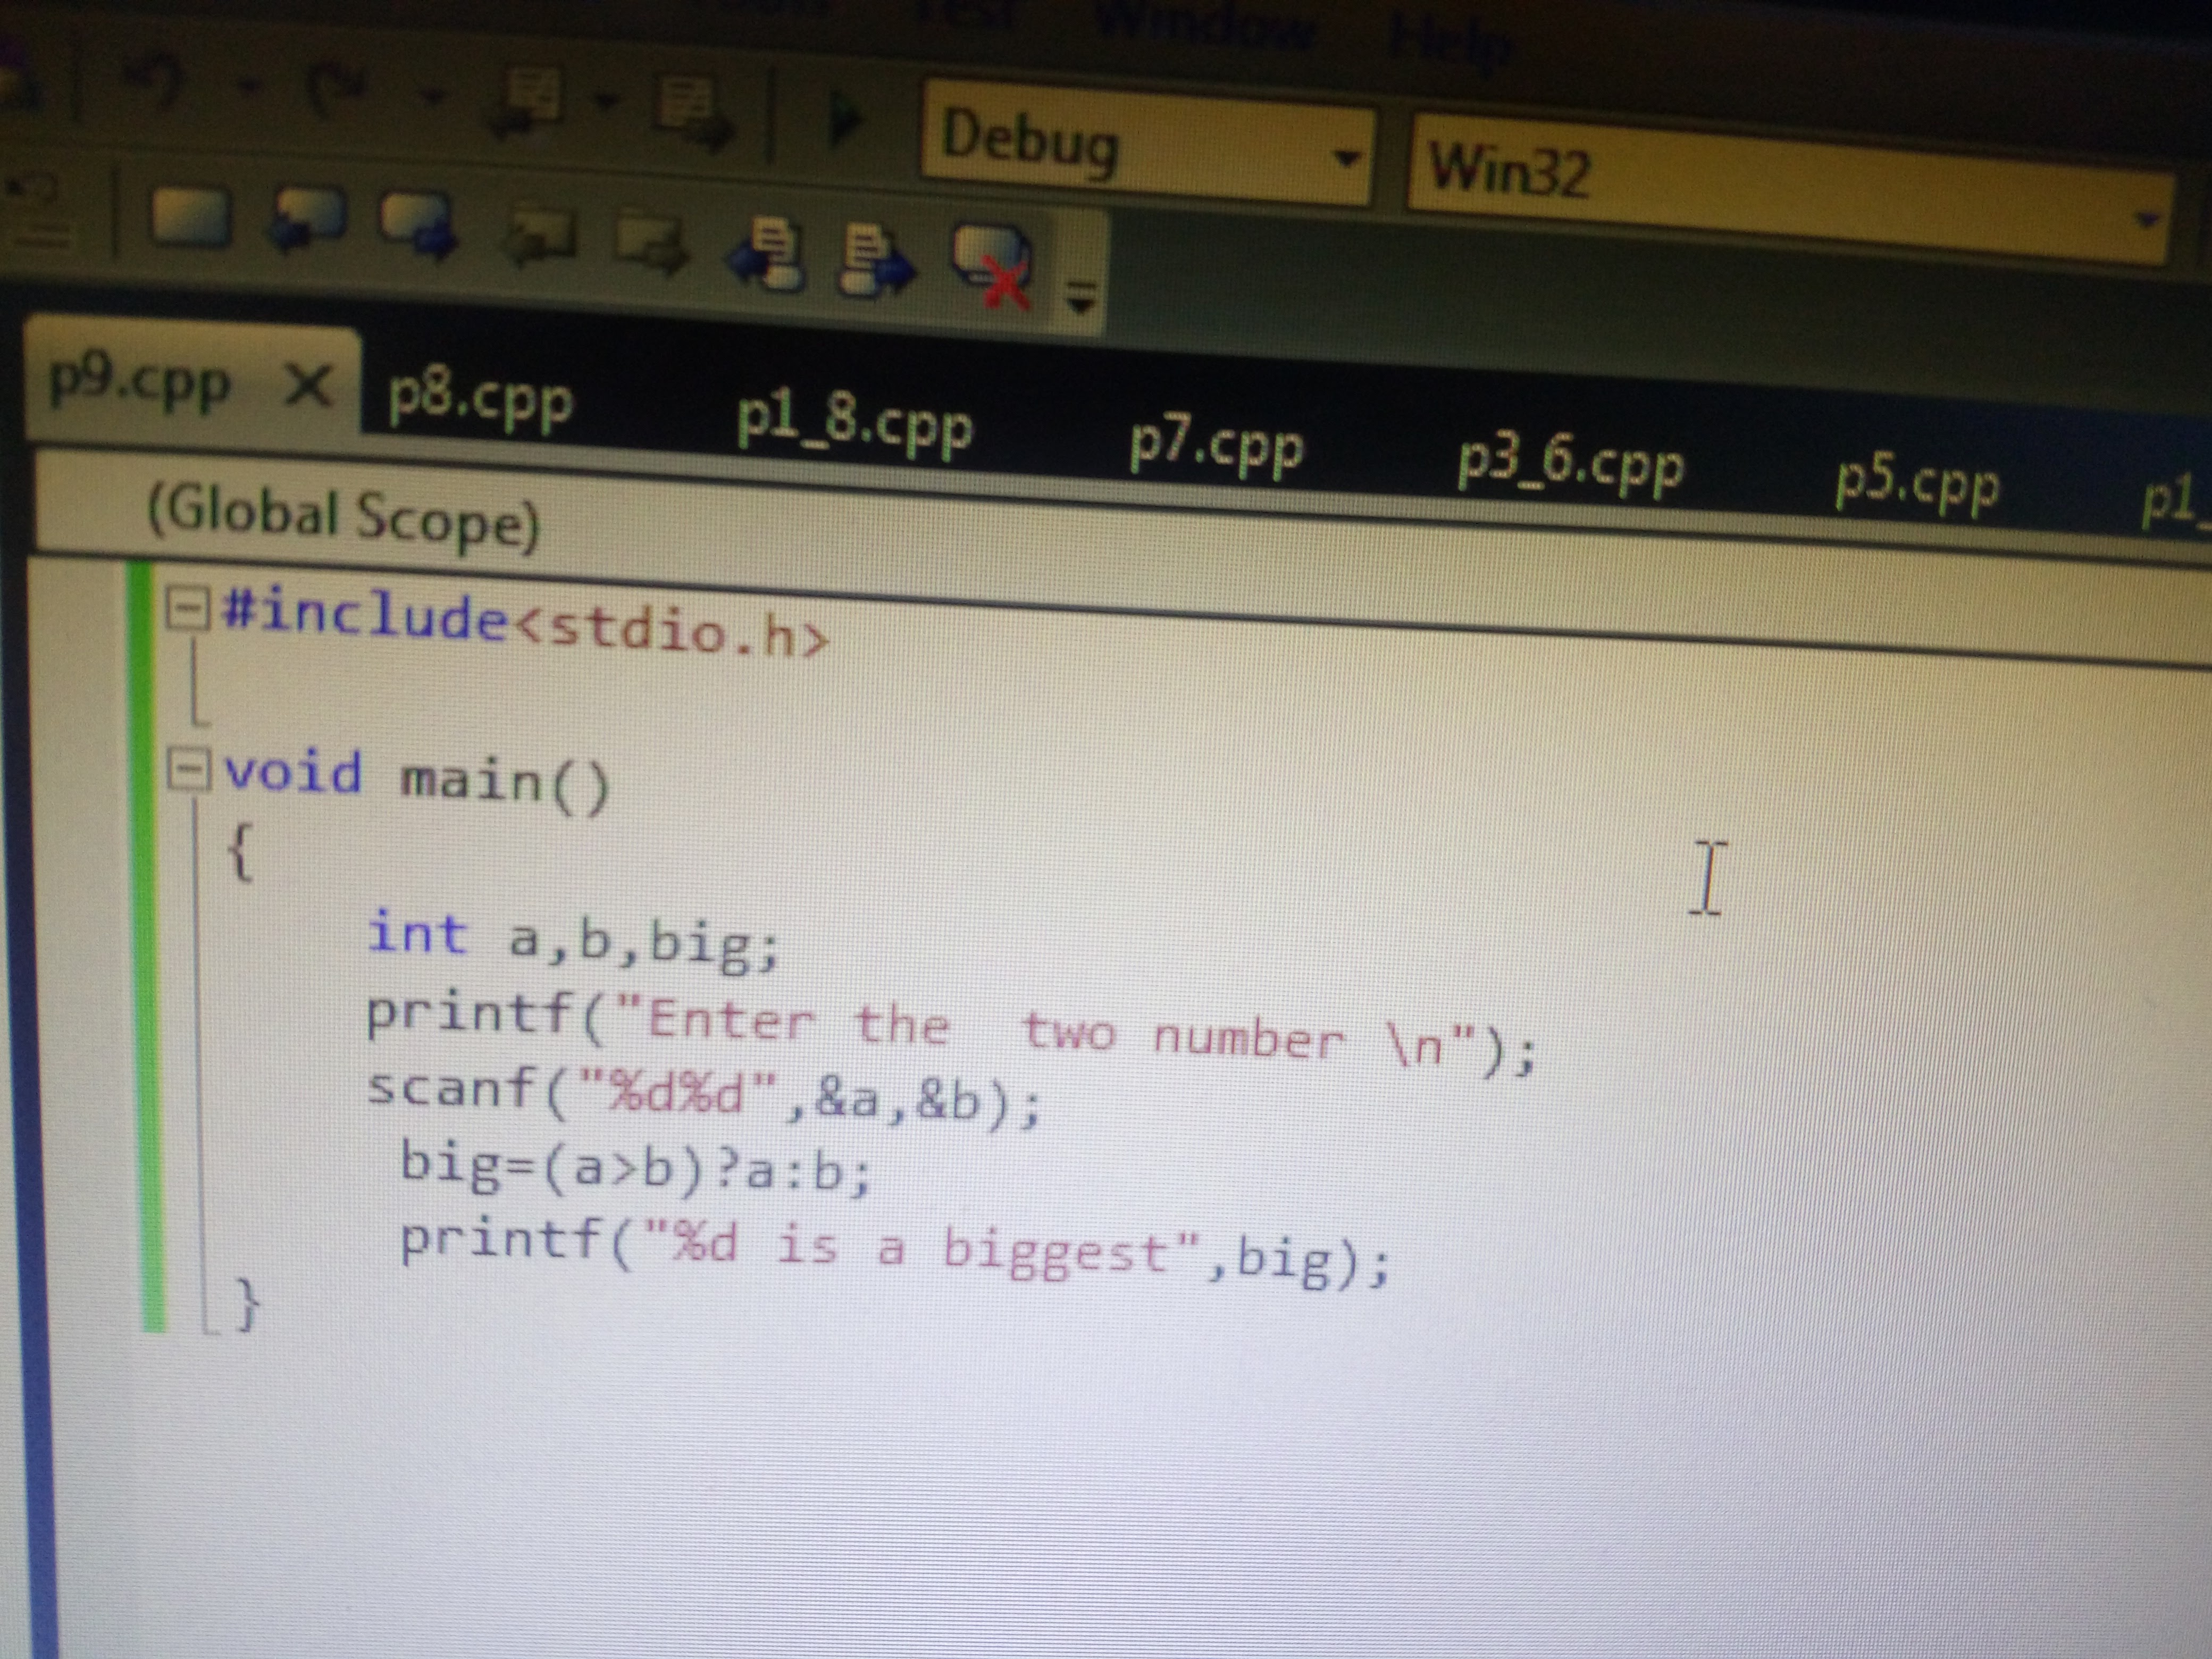 Test Window Help
Debug Win32
p9.cpp p8.cpp p1_8.cpp p7.cpp p3_6.cpp p5.cpp p1_
(Global Scope)
#include<stdio.h>
void main()
{
int a,b,big;
printf("Enter the  two number \n");
scanf("%d%d",&a,&b);
big=(a>b)?a:b;
printf("%d is a biggest",big);
}